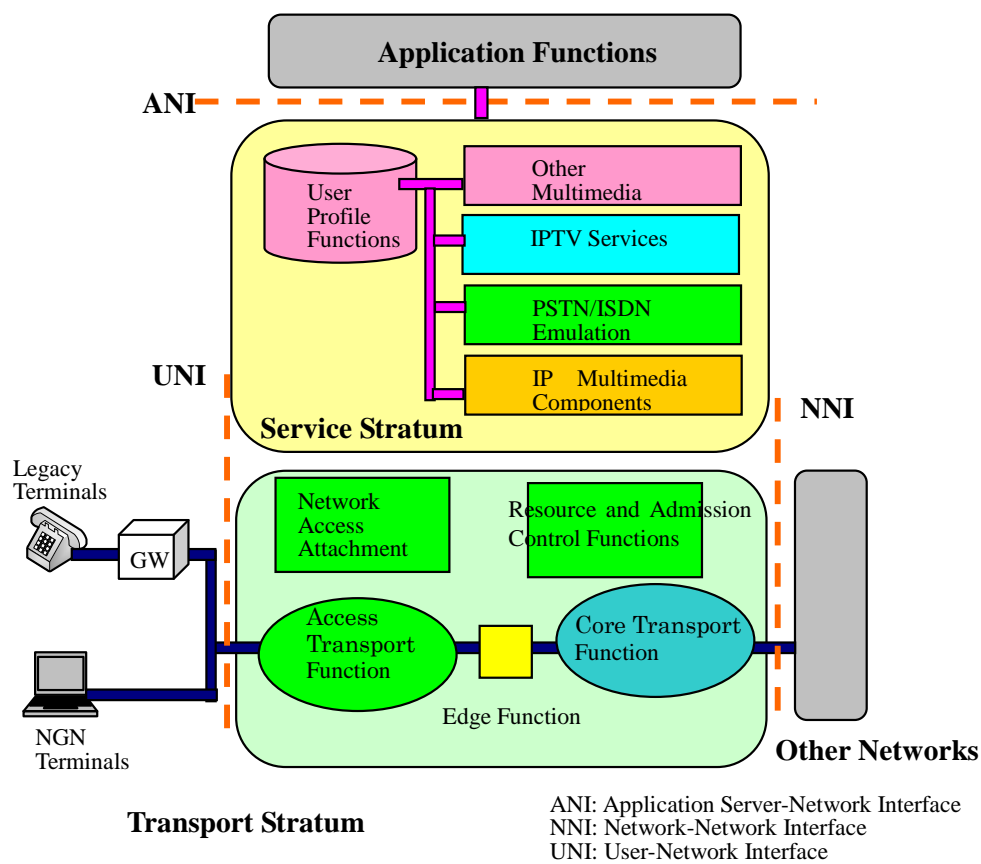 Application Functions
ANI
User
Profile
Functions
Other
Multimedia
IPTV Services
PSTN/ISDN
Emulation
IP Multimedia
Components
UNI
NNI
Service Stratum
Legacy
Terminals
GW
Network
Access
Attachment
Resource and Admission
Control Functions
Access
Transport
Function
Core Transport
Function
Edge Function
NGN
Terminals
Other Networks
Transport Stratum
ANI: Application Server-Network Interface
NNI: Network-Network Interface
UNI: User-Network Interface